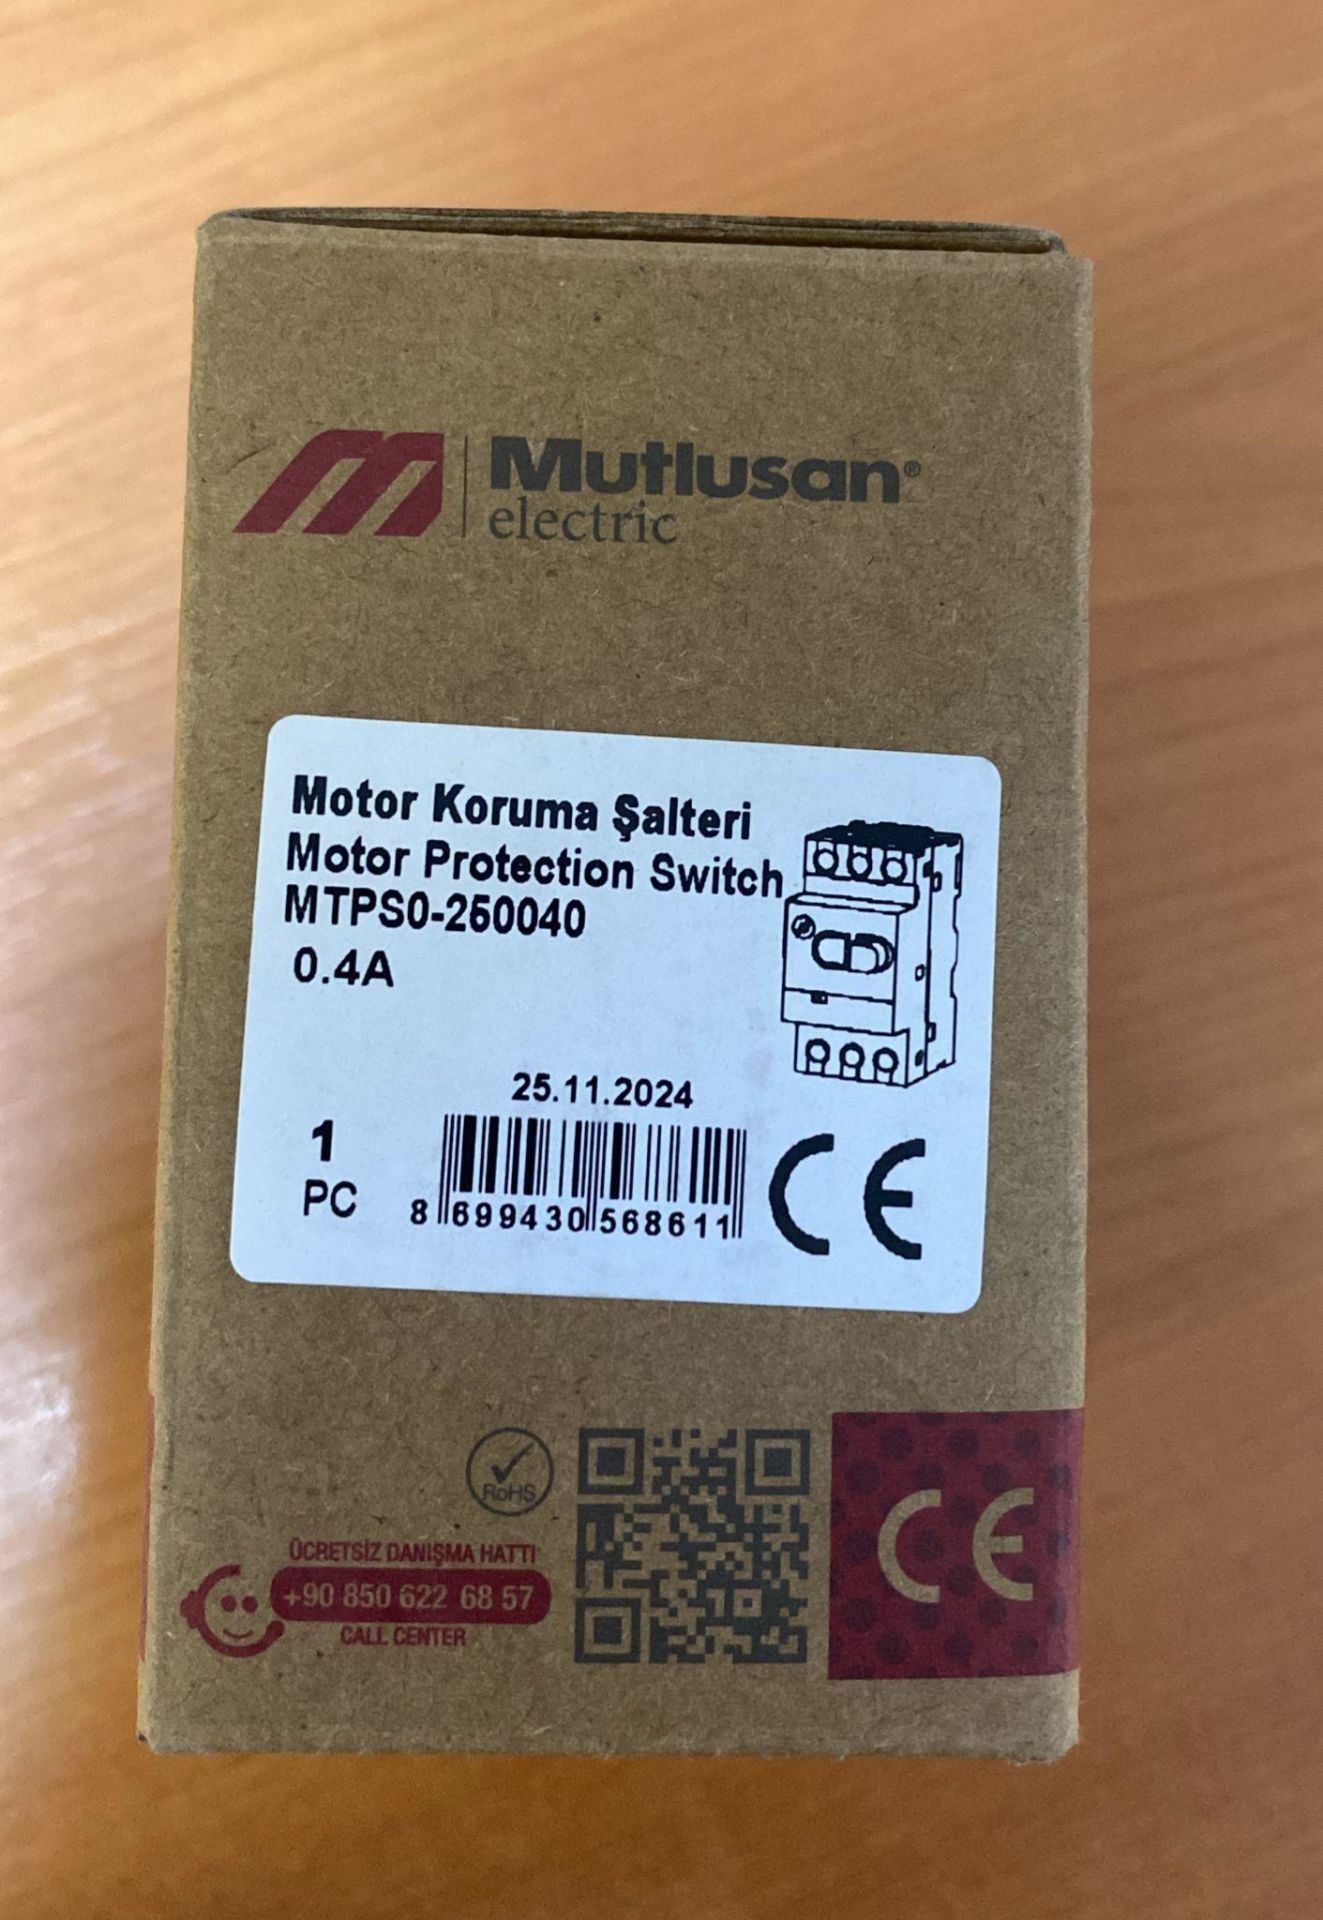 Mutlusan®
electric
Motor Koruma Şalteri
Motor Protection Switch
MTPS0-250040
0.4A
25.11.2024
1
PC
8 699430 568611
CE
RoHS
ÜCRETSİZ DANIŞMA HATTI
+90 850 622 68 57
CALL CENTER
CE